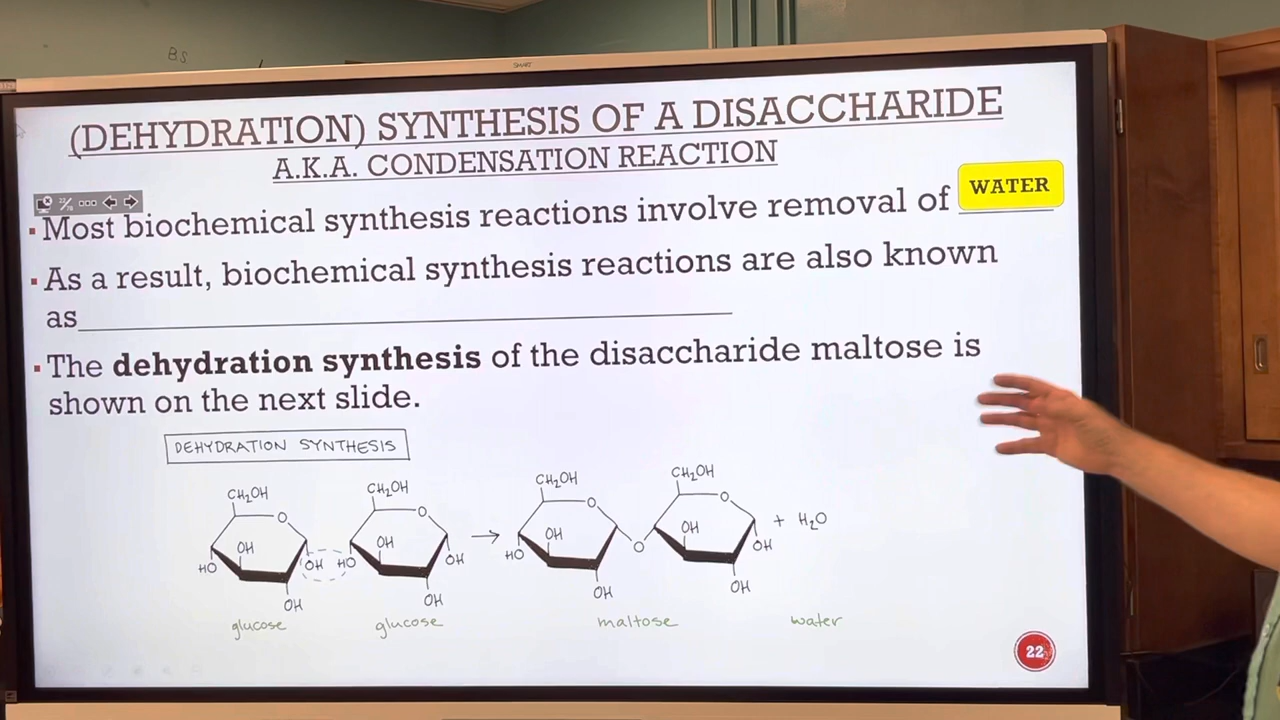 B.S
SMART
(DEHYDRATION) SYNTHESIS OF A DISACCHARIDE
A.K.A. CONDENSATION REACTION
Most biochemical synthesis reactions involve removal of WATER
As a result, biochemical synthesis reactions are also known
as
The dehydration synthesis of the disaccharide maltose is
shown on the next slide.
DEHYDRATION SYNTHESIS
CH₂OH CH₂OH CH₂OH CH₂OH
O O O O
OH OH OH OH
HO OH HO OH → HO O OH + H₂O
OH OH OH OH
glucose glucose maltose water
22